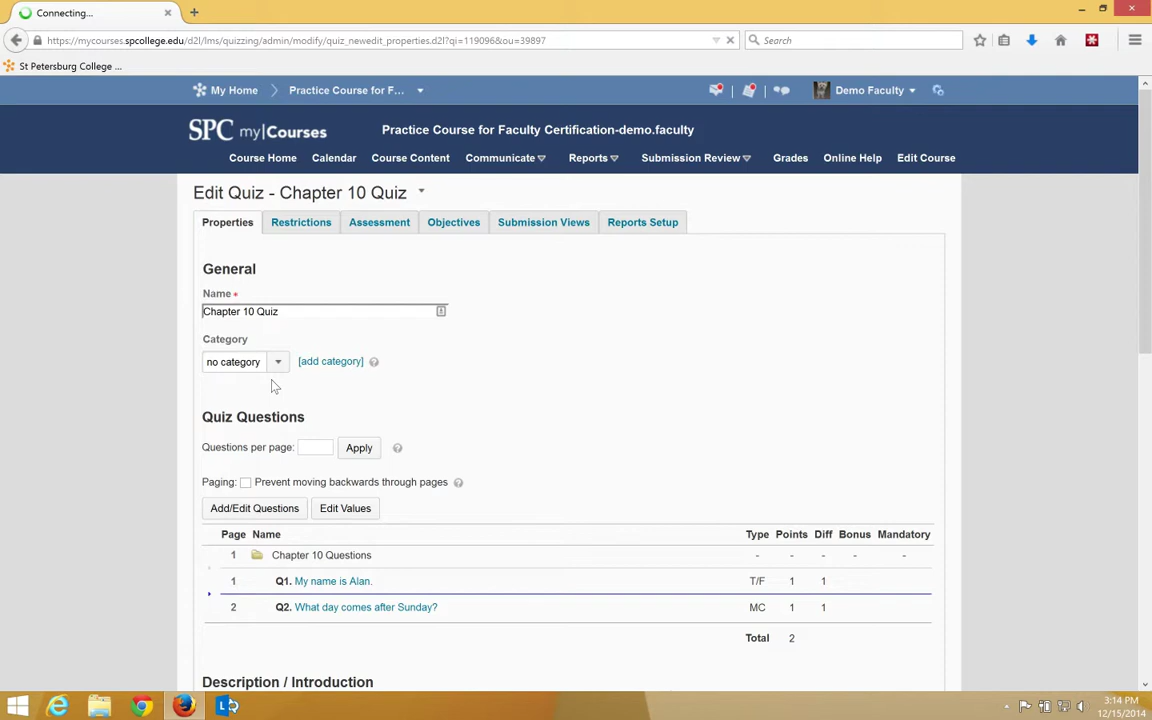 Connecting...
https://mycourses.spcollege.edu/d2l/lms/quizzing/admin/modify/quiz_newedit_properties.d2l?qi=119096&ou=39897
Search
St Petersburg College ...
My Home
Practice Course for F...
Demo Faculty
SPC my|Courses
Practice Course for Faculty Certification-demo.faculty
Course Home
Calendar
Course Content
Communicate
Reports
Submission Review
Grades
Online Help
Edit Course
Edit Quiz - Chapter 10 Quiz
Properties
Restrictions
Assessment
Objectives
Submission Views
Reports Setup
General
Name *
Chapter 10 Quiz
Category
no category
[add category]
Quiz Questions
Questions per page:
Apply
Paging:
Prevent moving backwards through pages
Add/Edit Questions
Edit Values
Page Name Type Points Diff Bonus Mandatory
1 Chapter 10 Questions - - - - -
1 Q1. My name is Alan. T/F 1 1
2 Q2. What day comes after Sunday? MC 1 1
Total 2
Description / Introduction
3:14 PM
12/15/2014